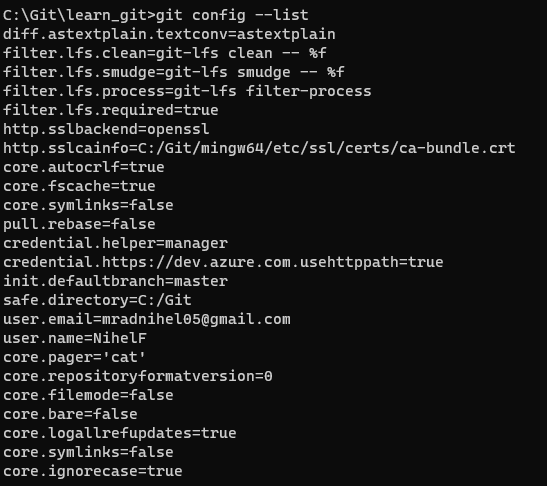 C:\Git\learn_git>git config --list
diff.astextplain.textconv=astextplain
filter.lfs.clean=git-lfs clean -- %f
filter.lfs.smudge=git-lfs smudge -- %f
filter.lfs.process=git-lfs filter-process
filter.lfs.required=true
http.sslbackend=openssl
http.sslcainfo=C:/Git/mingw64/etc/ssl/certs/ca-bundle.crt
core.autocrlf=true
core.fscache=true
core.symlinks=false
pull.rebase=false
credential.helper=manager
credential.https://dev.azure.com.usehttppath=true
init.defaultbranch=master
safe.directory=C:/Git
user.email=mradnihel05@gmail.com
user.name=NihelF
core.pager='cat'
core.repositoryformatversion=0
core.filemode=false
core.bare=false
core.logallrefupdates=true
core.symlinks=false
core.ignorecase=true